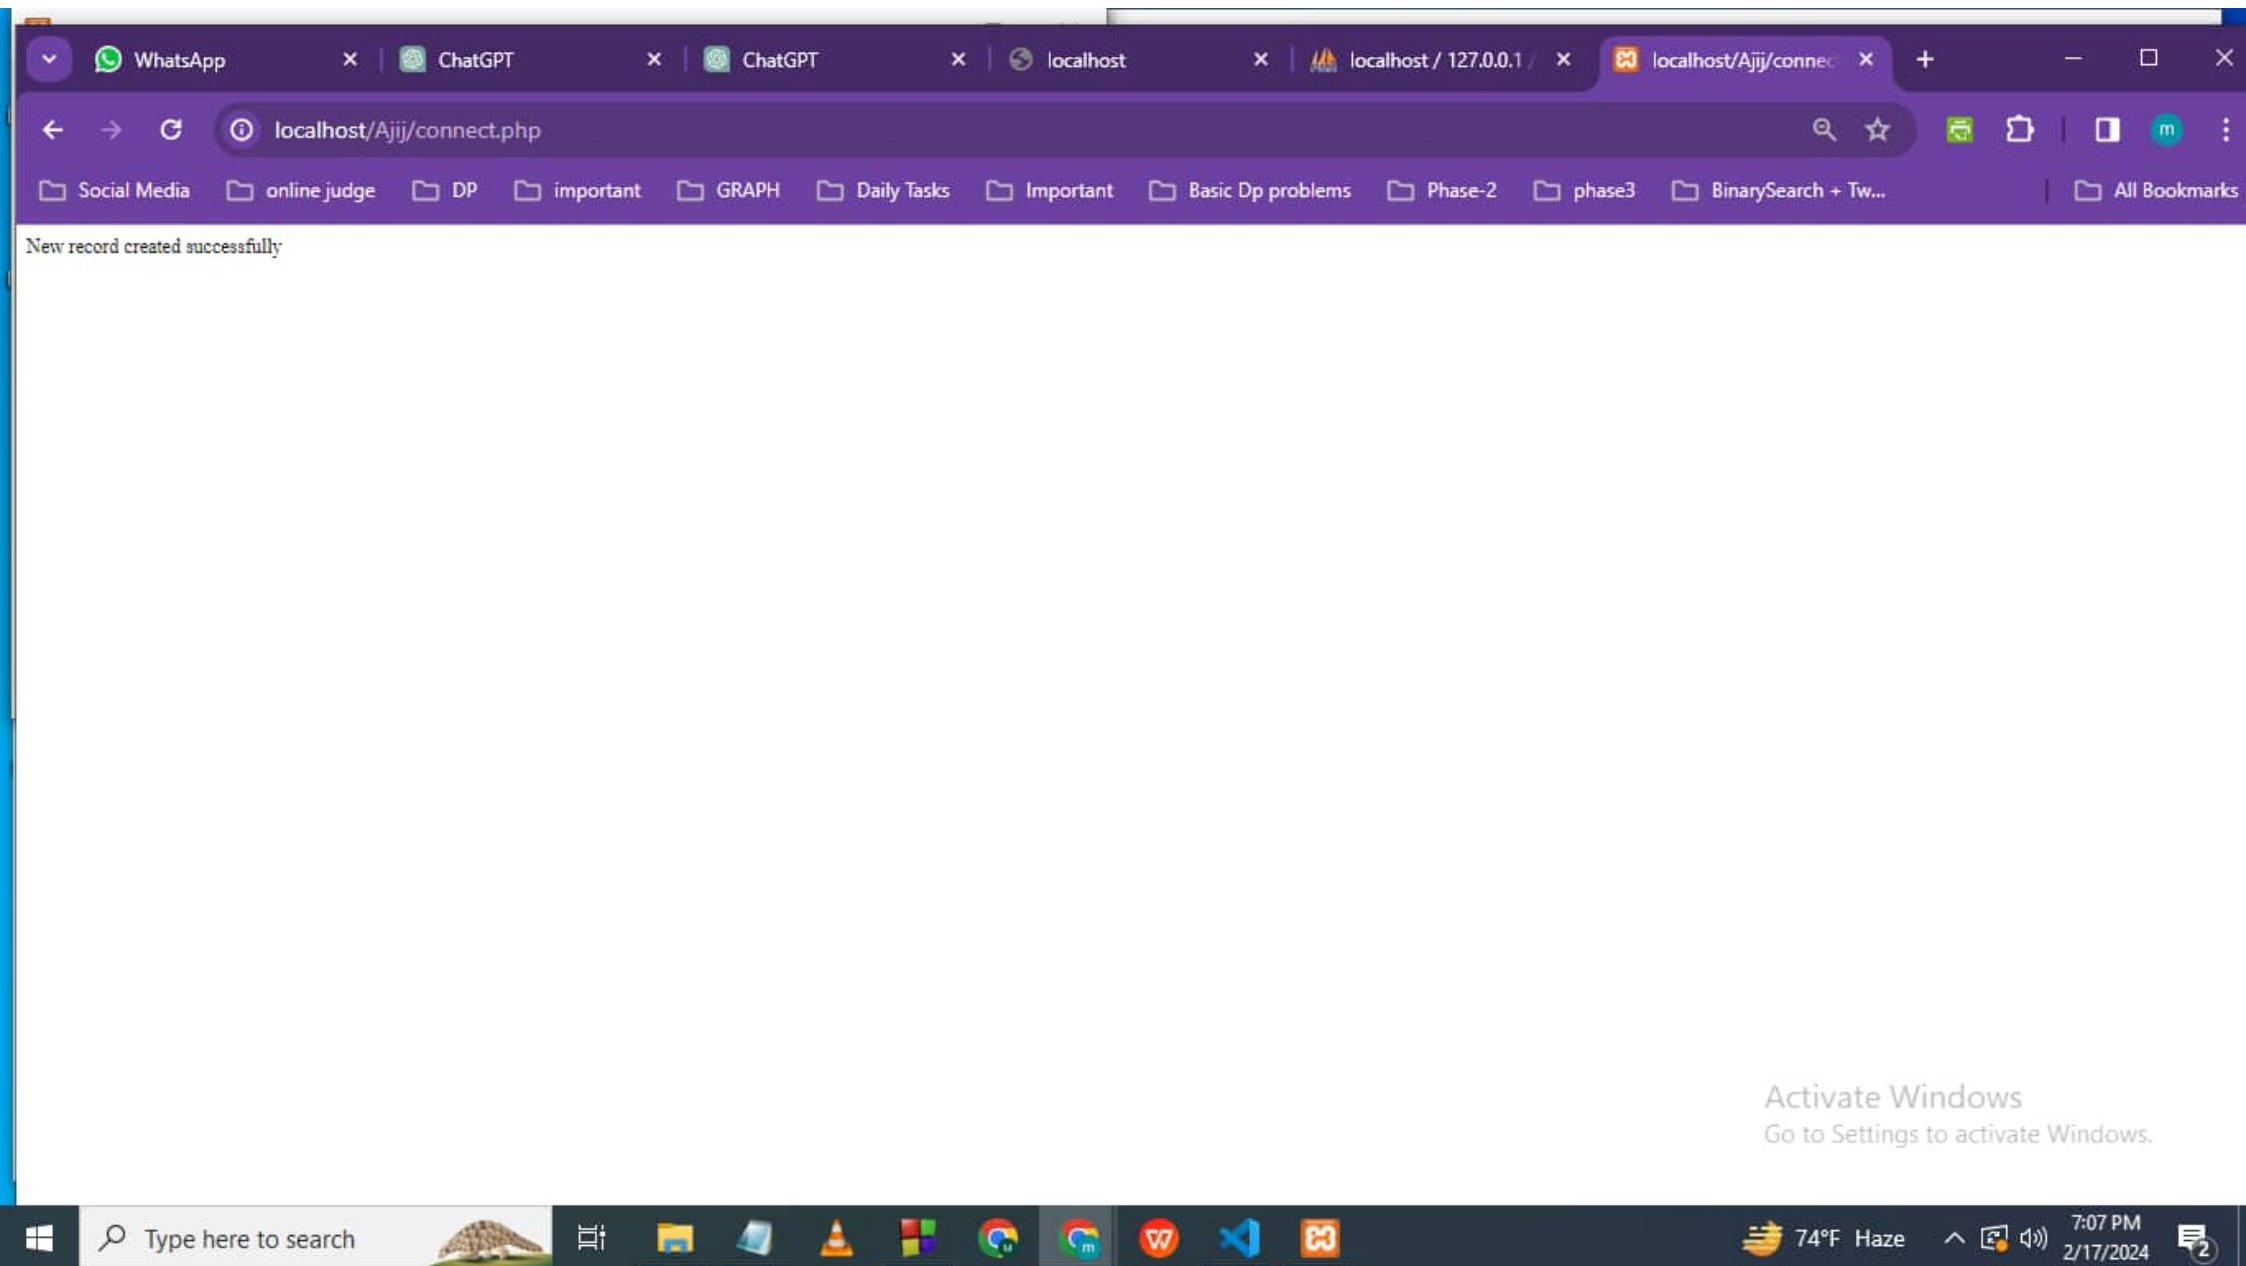 WhatsApp
ChatGPT
ChatGPT
localhost
localhost / 127.0.0.1 /
localhost/Ajij/connec
localhost/Ajij/connect.php
m
Social Media
online judge
DP
important
GRAPH
Daily Tasks
Important
Basic Dp problems
Phase-2
phase3
BinarySearch + Tw...
All Bookmarks
New record created successfully
Activate Windows
Go to Settings to activate Windows.
Type here to search
74°F Haze
7:07 PM
2/17/2024
2